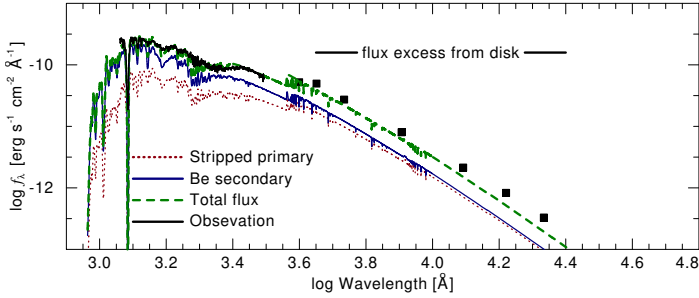 flux excess from disk
-10
-12
log f_λ [erg s⁻¹ cm⁻² Å⁻¹]
Stripped primary
Be secondary
Total flux
Obsevation
3.0 3.2 3.4 3.6 3.8 4.0 4.2 4.4 4.6 4.8
log Wavelength [Å]